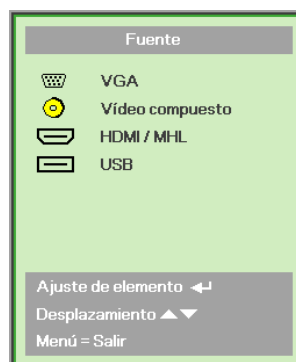 Fuente
VGA
Vídeo compuesto
HDMI / MHL
USB
Ajuste de elemento
Desplazamiento
Menú = Salir